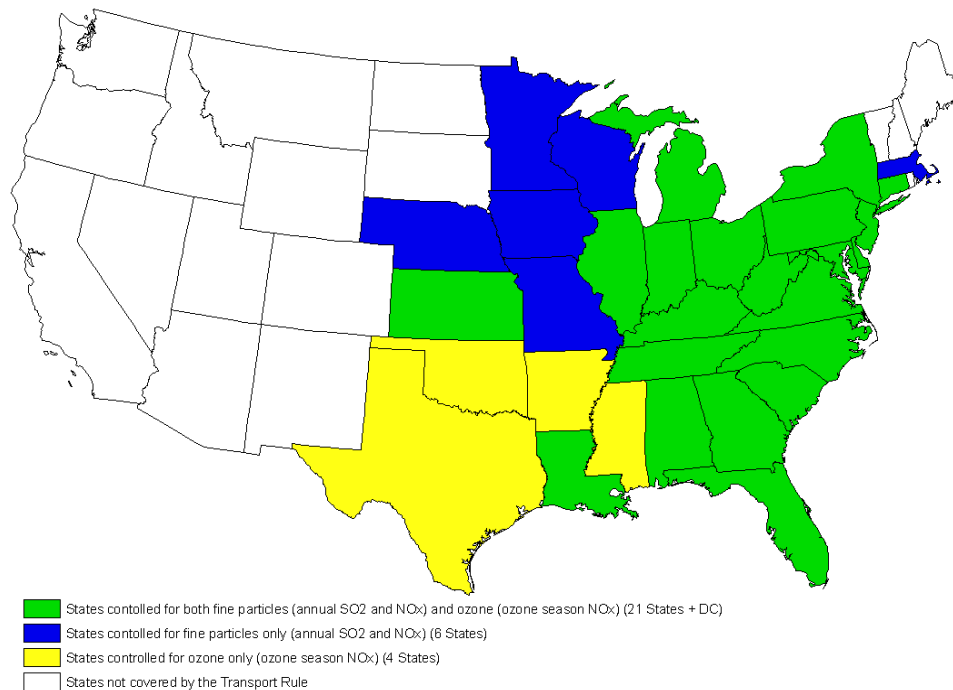 States contolled for both fine particles (annual SO2 and NOx) and ozone (ozone season NOx) (21 States + DC)
States contolled for fine particles only (annual SO2 and NOx) (6 States)
States controlled for ozone only (ozone season NOx) (4 States)
States not covered by the Transport Rule